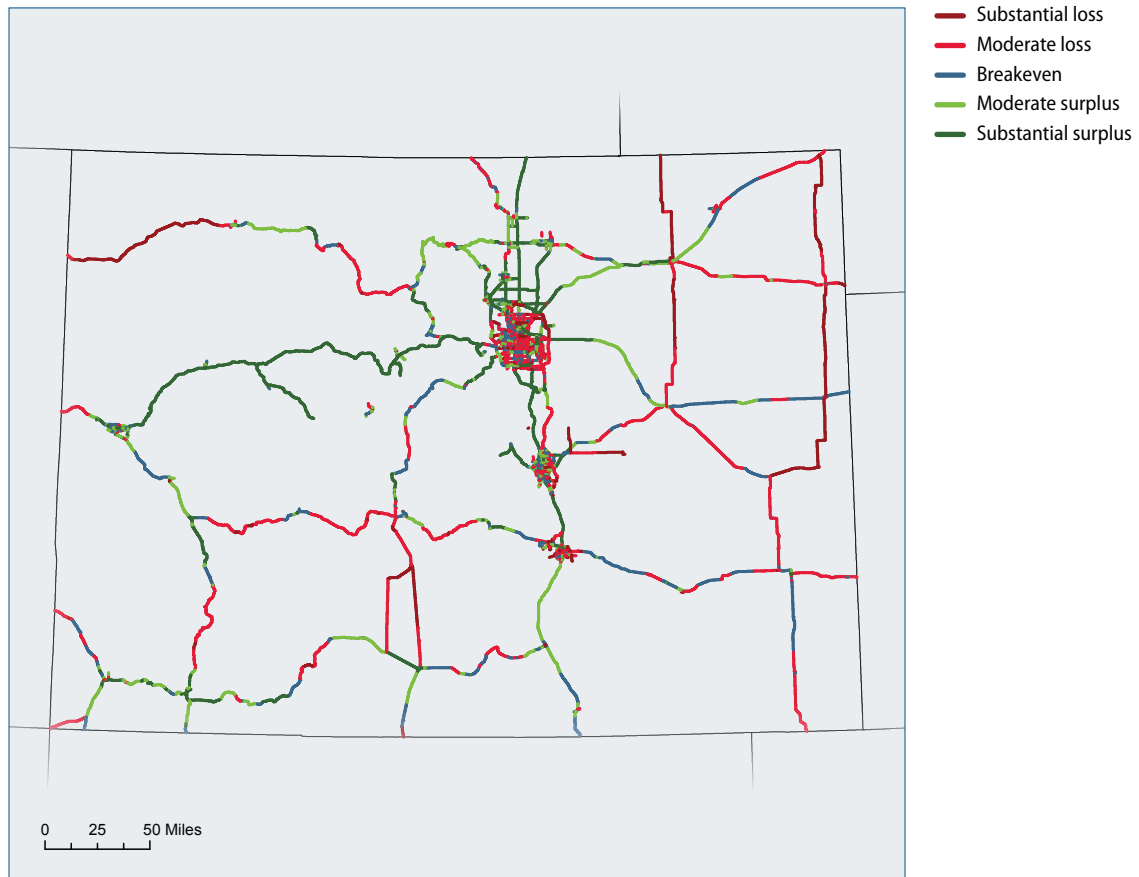 Substantial loss
Moderate loss
Breakeven
Moderate surplus
Substantial surplus
0 25 50 Miles